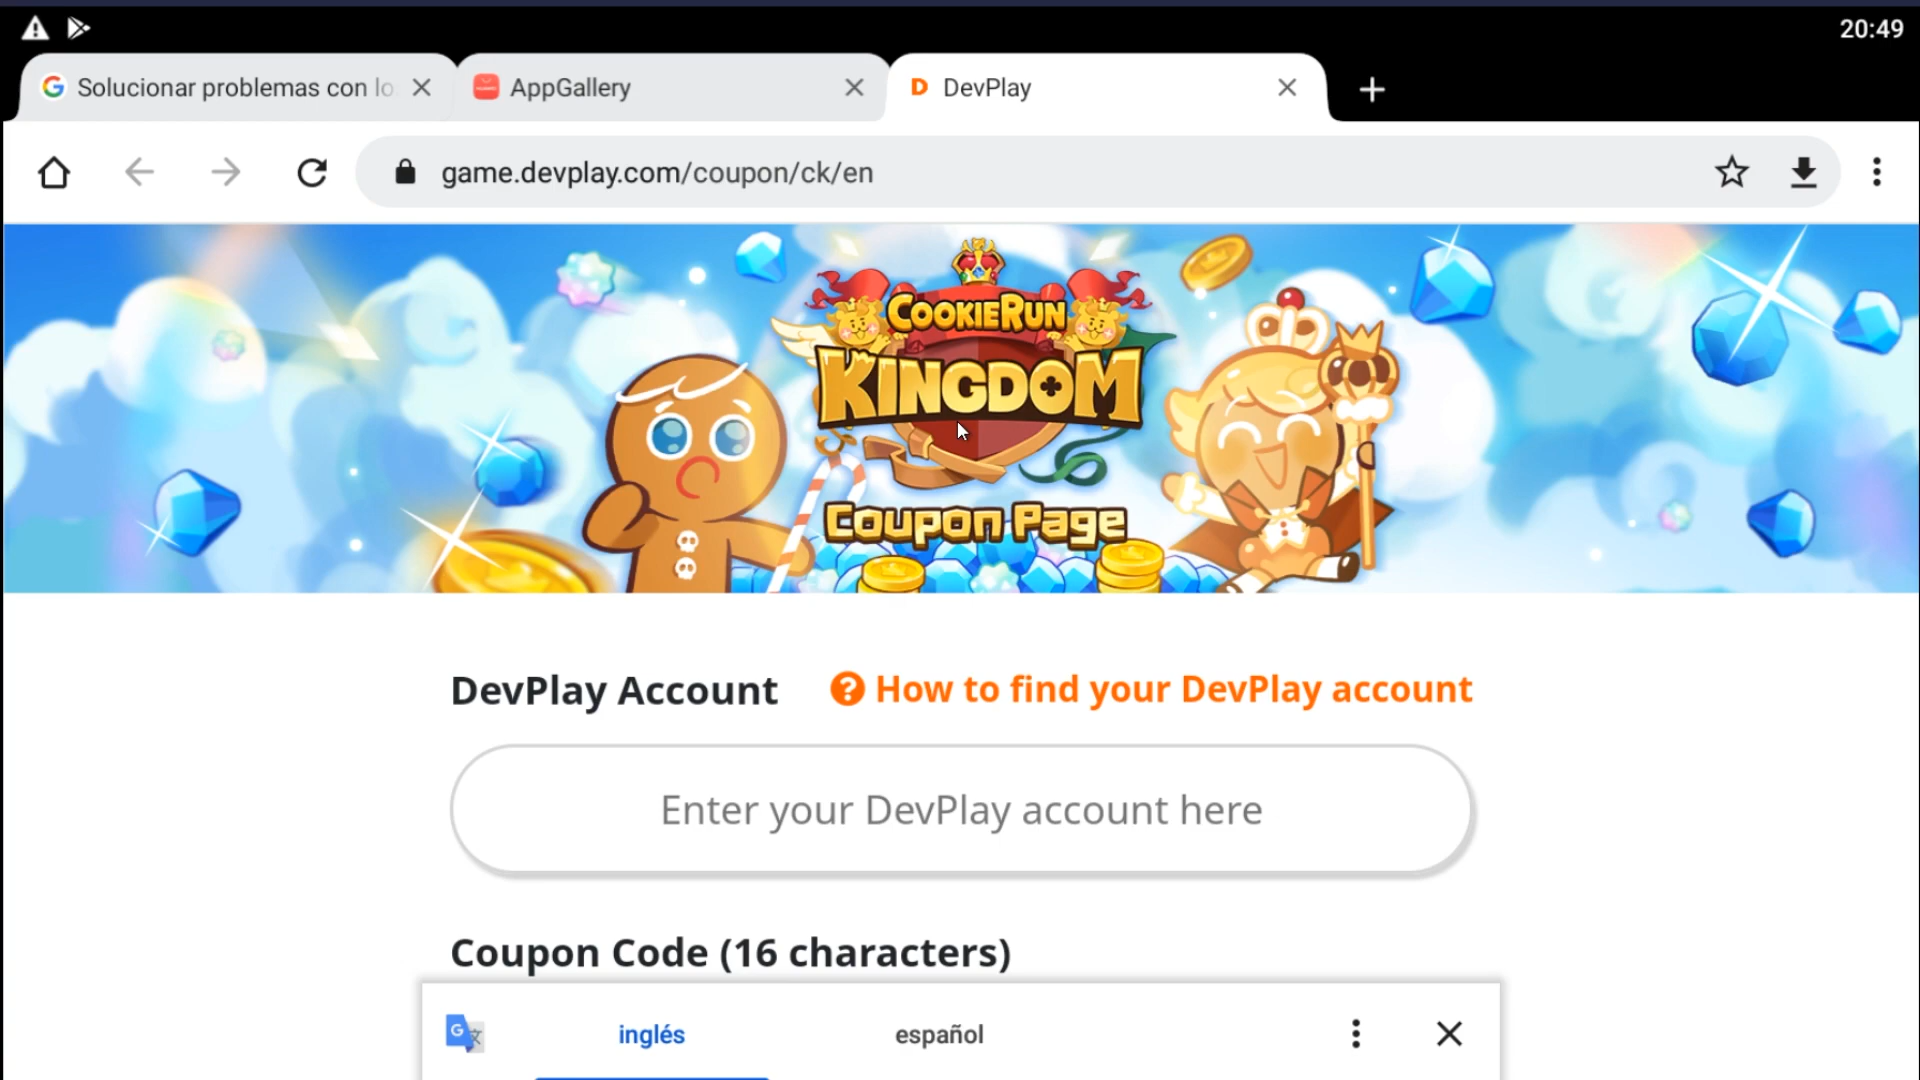 20:49
Solucionar problemas con lo
AppGallery
DevPlay
game.devplay.com/coupon/ck/en
COOKIERUN
KINGDOM
Coupon Page
DevPlay Account
How to find your DevPlay account
Enter your DevPlay account here
Coupon Code (16 characters)
inglés
español